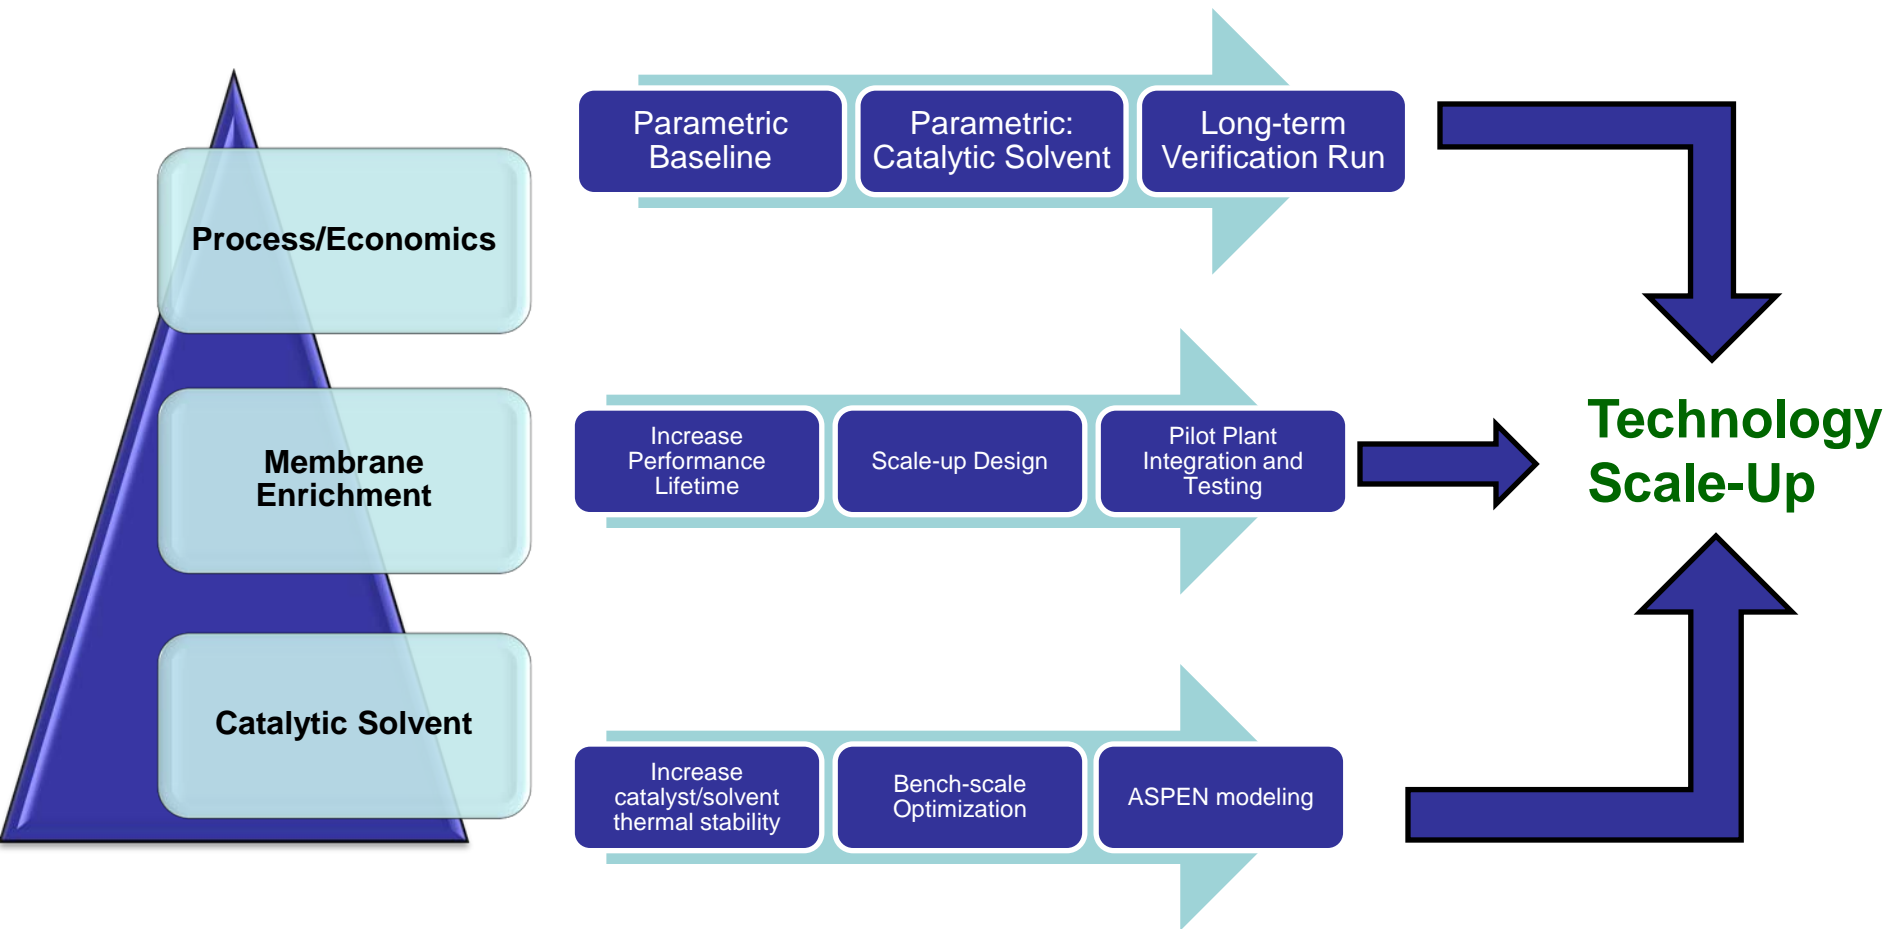 Process/Economics
Parametric
Baseline
Parametric:
Catalytic Solvent
Long-term
Verification Run
Membrane
Enrichment
Increase
Performance
Lifetime
Scale-up Design
Pilot Plant
Integration and
Testing
Technology
Scale-Up
Catalytic Solvent
Increase
catalyst/solvent
thermal stability
Bench-scale
Optimization
ASPEN modeling